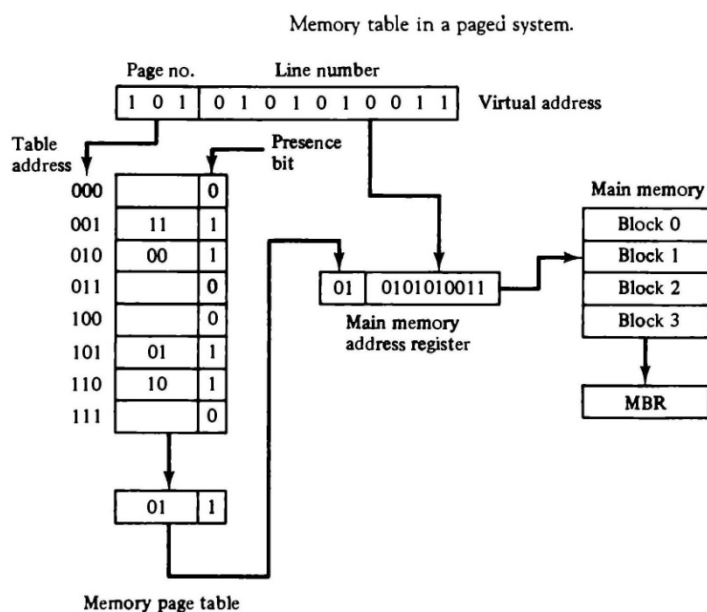 Memory table in a paged system.
Page no. Line number
1 0 1 0 1 0 1 0 1 0 0 1 1 Virtual address
Table address
Presence bit
000 0
001 11 1
010 00 1
011 0
100 0
101 01 1
110 10 1
111 0
01 1
Memory page table
01 0101010011
Main memory
address register
Main memory
Block 0
Block 1
Block 2
Block 3
MBR